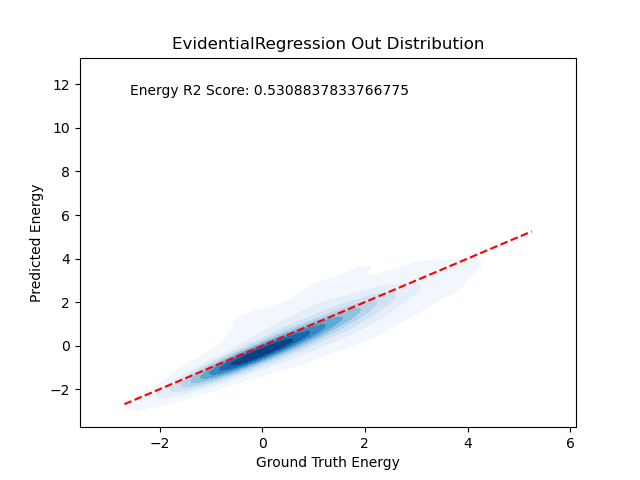 EvidentialRegression Out Distribution
Energy R2 Score: 0.5308837833766775
12
10
8
6
4
2
0
−2
Predicted Energy
−2 0 2 4 6
Ground Truth Energy